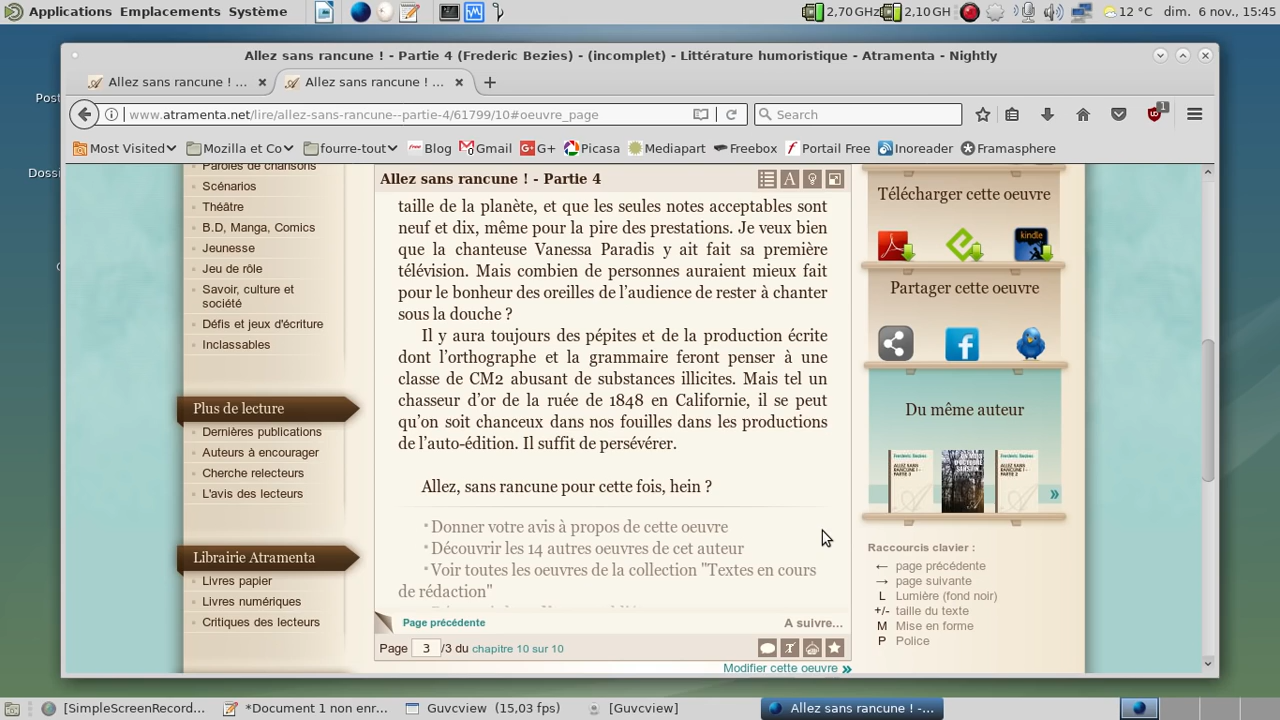 Applications Emplacements Système
2,70 GHz
2,10 GH
12 °C
dim. 6 nov., 15:45
Allez sans rancune ! - Partie 4 (Frederic Bezies) - (incomplet) - Littérature humoristique - Atramenta - Nightly
Allez sans rancune ! ...
Allez sans rancune ! ...
www.atramenta.net/lire/allez-sans-rancune--partie-4/61799/10#oeuvre_page
Search
1
Most Visited
Mozilla et Co
fourre-tout
Blog
Gmail
G+
Picasa
Mediapart
Freebox
Portail Free
Inoreader
Framasphere
Paroles de chansons
Scénarios
Théâtre
B.D, Manga, Comics
Jeunesse
Jeu de rôle
Savoir, culture et
société
Défis et jeux d'écriture
Inclassables
Plus de lecture
Dernières publications
Auteurs à encourager
Cherche relecteurs
L'avis des lecteurs
Librairie Atramenta
Livres papier
Livres numériques
Critiques des lecteurs
Allez sans rancune ! - Partie 4
taille de la planète, et que les seules notes acceptables sont
neuf et dix, même pour la pire des prestations. Je veux bien
que la chanteuse Vanessa Paradis y ait fait sa première
télévision. Mais combien de personnes auraient mieux fait
pour le bonheur des oreilles de l'audience de rester à chanter
sous la douche ?
Il y aura toujours des pépites et de la production écrite
dont l'orthographe et la grammaire feront penser à une
classe de CM2 abusant de substances illicites. Mais tel un
chasseur d'or de la ruée de 1848 en Californie, il se peut
qu'on soit chanceux dans nos fouilles dans les productions
de l'auto-édition. Il suffit de persévérer.
Allez, sans rancune pour cette fois, hein ?
Donner votre avis à propos de cette oeuvre
Découvrir les 14 autres oeuvres de cet auteur
Voir toutes les oeuvres de la collection "Textes en cours
de rédaction"
Page précédente
A suivre...
Page 3 /3 du chapitre 10 sur 10
Modifier cette oeuvre »
Télécharger cette oeuvre
kindle
Partager cette oeuvre
Du même auteur
Raccourcis clavier :
← page précédente
→ page suivante
L Lumière (fond noir)
+/- taille du texte
M Mise en forme
P Police
[SimpleScreenRecord...
*Document 1 non enr...
Guvcview (15,03 fps)
[Guvcview]
Allez sans rancune ! -...